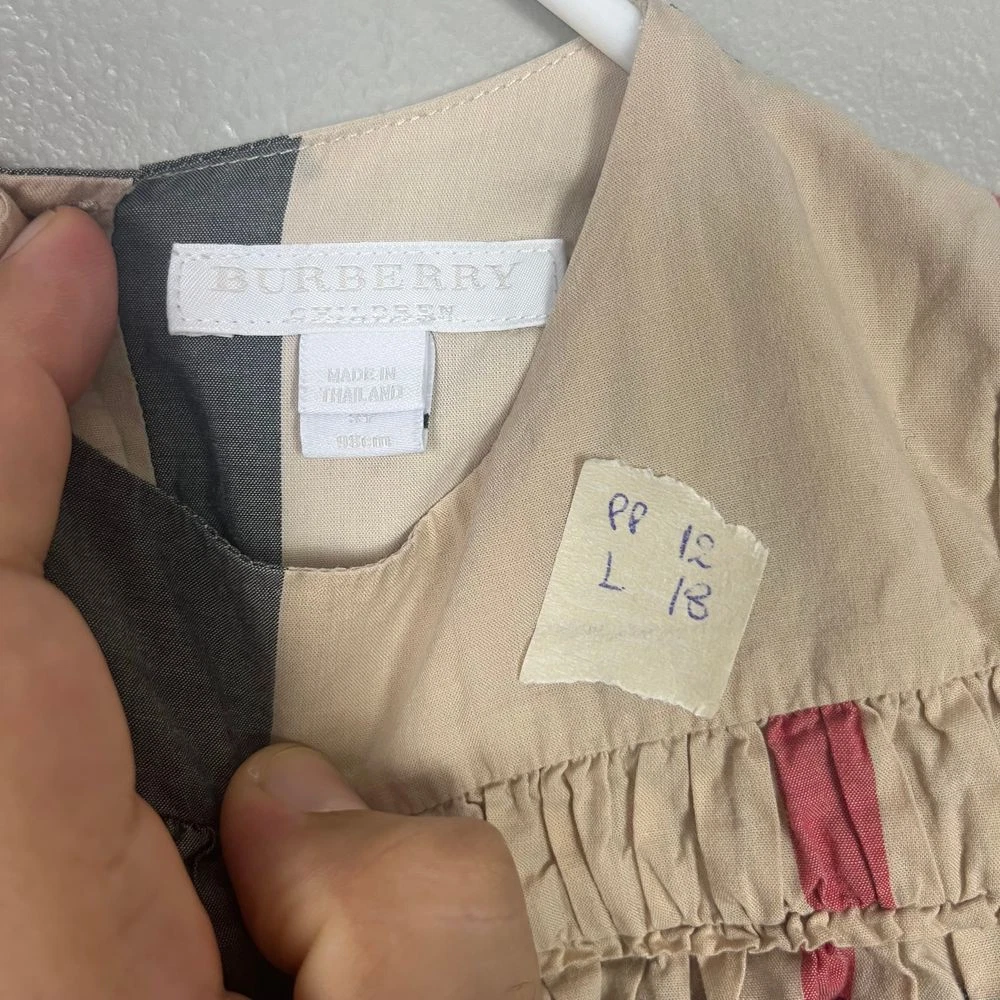 BURBERRY
CHILDREN
MADE IN
THAILAND
3Y
98cm
PP 12
L 18